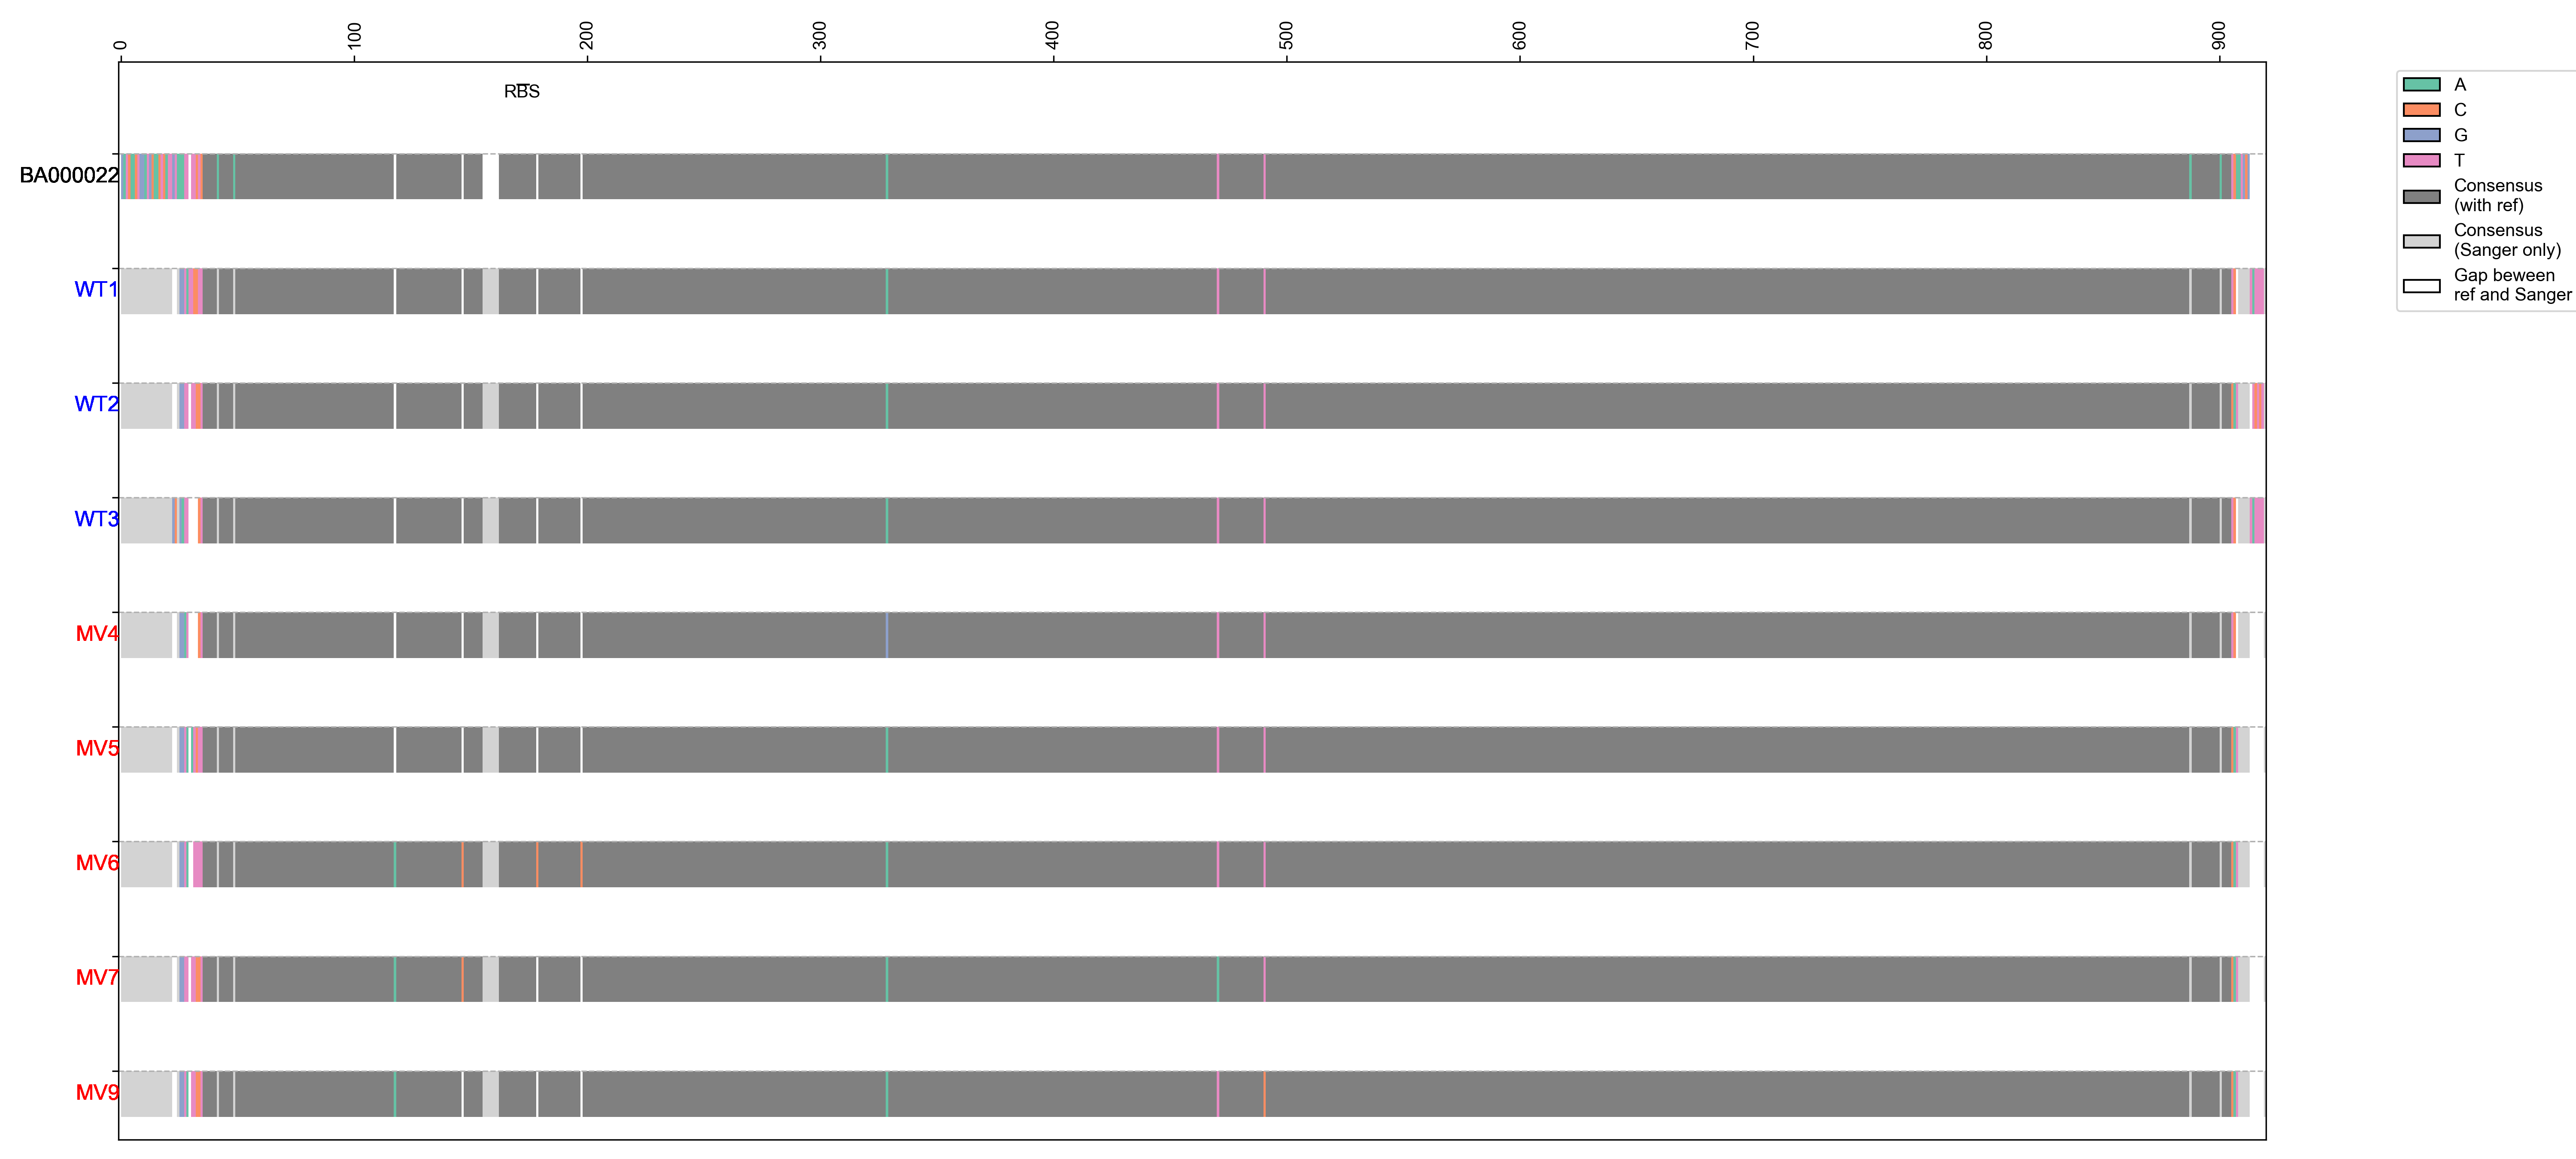 0
100
200
300
400
500
600
700
800
900
RBS
BA000022
WT1
WT2
WT3
MV4
MV5
MV6
MV7
MV9
A
C
G
T
Consensus
(with ref)
Consensus
(Sanger only)
Gap beween
ref and Sanger